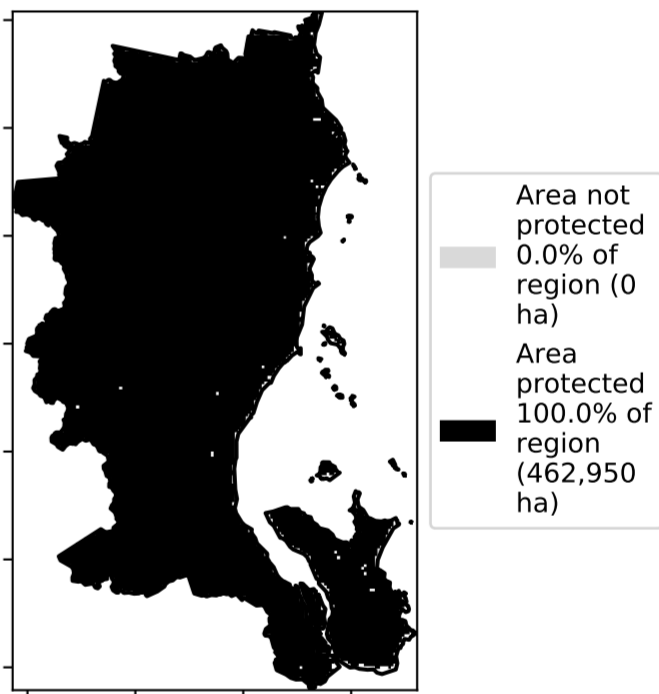 Area not
protected
0.0% of
region (0
ha)
Area
protected
100.0% of
region
(462,950
ha)